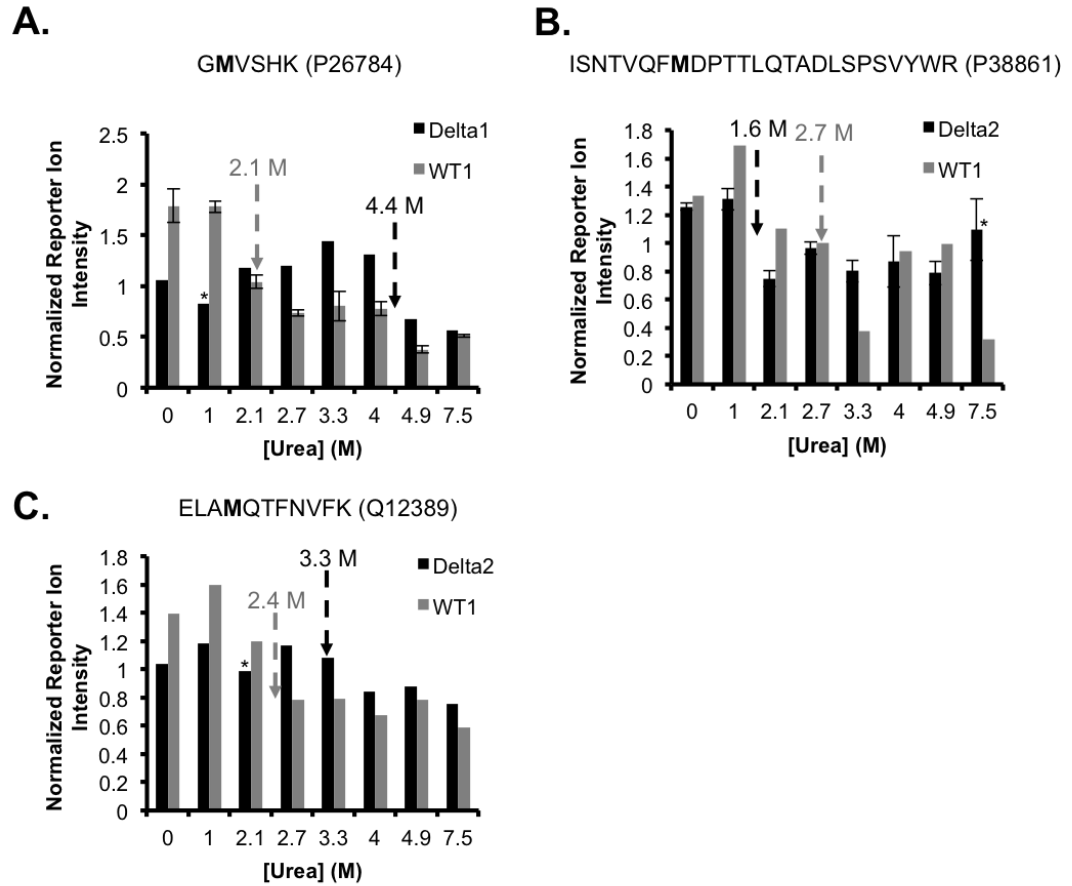 A.
GMVSHK (P26784)
Normalized Reporter Ion
Intensity
2.5
2
1.5
1
0.5
0
Delta1
WT1
2.1 M
4.4 M
*
0 1 2.1 2.7 3.3 4 4.9 7.5
[Urea] (M)
B.
ISNTVQFMDPTTLQTADLSPSVYWR (P38861)
Normalized Reporter Ion
Intensity
1.8
1.6
1.4
1.2
1
0.8
0.6
0.4
0.2
0
1.6 M 2.7 M
Delta2
WT1
*
0 1 2.1 2.7 3.3 4 4.9 7.5
[Urea] (M)
C.
ELAMQTFNVFK (Q12389)
Normalized Reporter Ion
Intensity
1.8
1.6
1.4
1.2
1
0.8
0.6
0.4
0.2
0
3.3 M
2.4 M
Delta2
WT1
*
0 1 2.1 2.7 3.3 4 4.9 7.5
[Urea] (M)